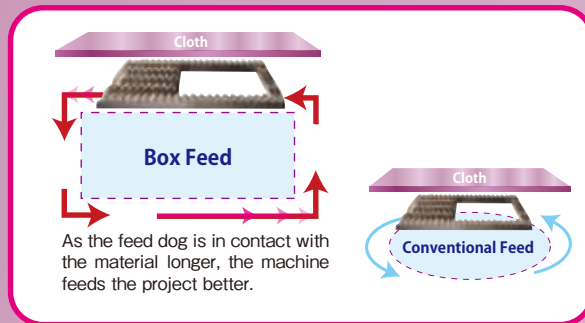 Cloth
Box Feed
As the feed dog is in contact with
the material longer, the machine
feeds the project better.
Cloth
Conventional Feed